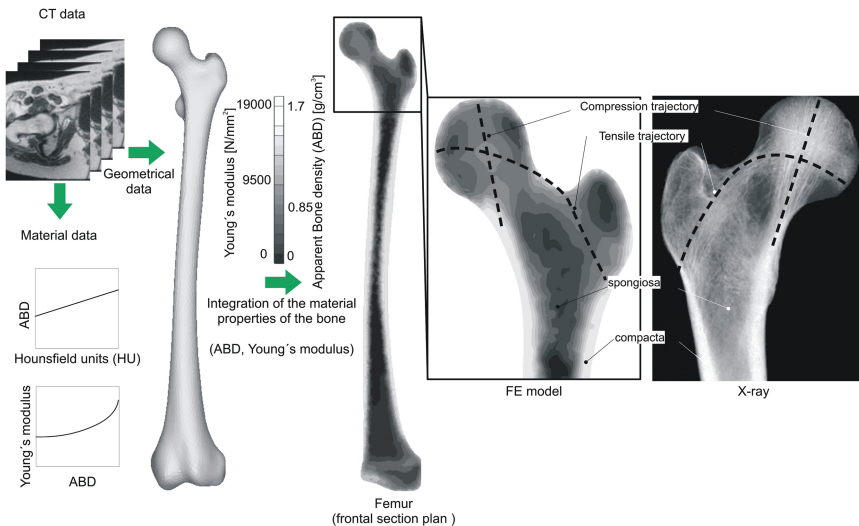 CT data
Geometrical
data
Material data
ABD
Hounsfield units (HU)
Young´s modulus
ABD
Young´s modulus [N/mm²]
19000
9500
0
1.7
0.85
0
Apparent Bone density (ABD) [g/cm³]
Integration of the material
properties of the bone
(ABD, Young´s modulus)
Femur
(frontal section plan )
Compression trajectory
Tensile trajectory
spongiosa
compacta
FE model
X-ray